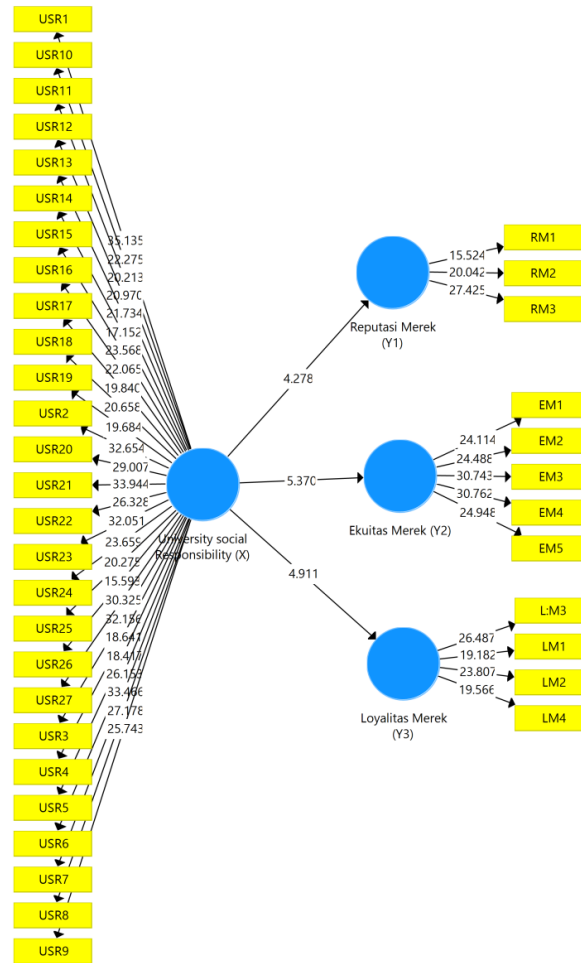 USR1
USR10
USR11
USR12
USR13
USR14
USR15
USR16
USR17
USR18
USR19
USR2
USR20
USR21
USR22
USR23
USR24
USR25
USR26
USR27
USR3
USR4
USR5
USR6
USR7
USR8
USR9
35.135
22.275
20.213
20.970
21.734
17.152
23.568
22.065
19.840
20.658
19.684
32.654
29.007
33.944
26.328
32.051
23.659
20.275
15.593
30.325
32.156
18.641
18.417
26.153
33.466
27.178
25.743
University social
Responsibility (X)
4.278
5.370
4.911
Reputasi Merek
(Y1)
15.524
20.042
27.425
RM1
RM2
RM3
Ekuitas Merek (Y2)
24.114
24.488
30.743
30.762
24.948
EM1
EM2
EM3
EM4
EM5
Loyalitas Merek
(Y3)
26.487
19.182
23.807
19.566
L:M3
LM1
LM2
LM4